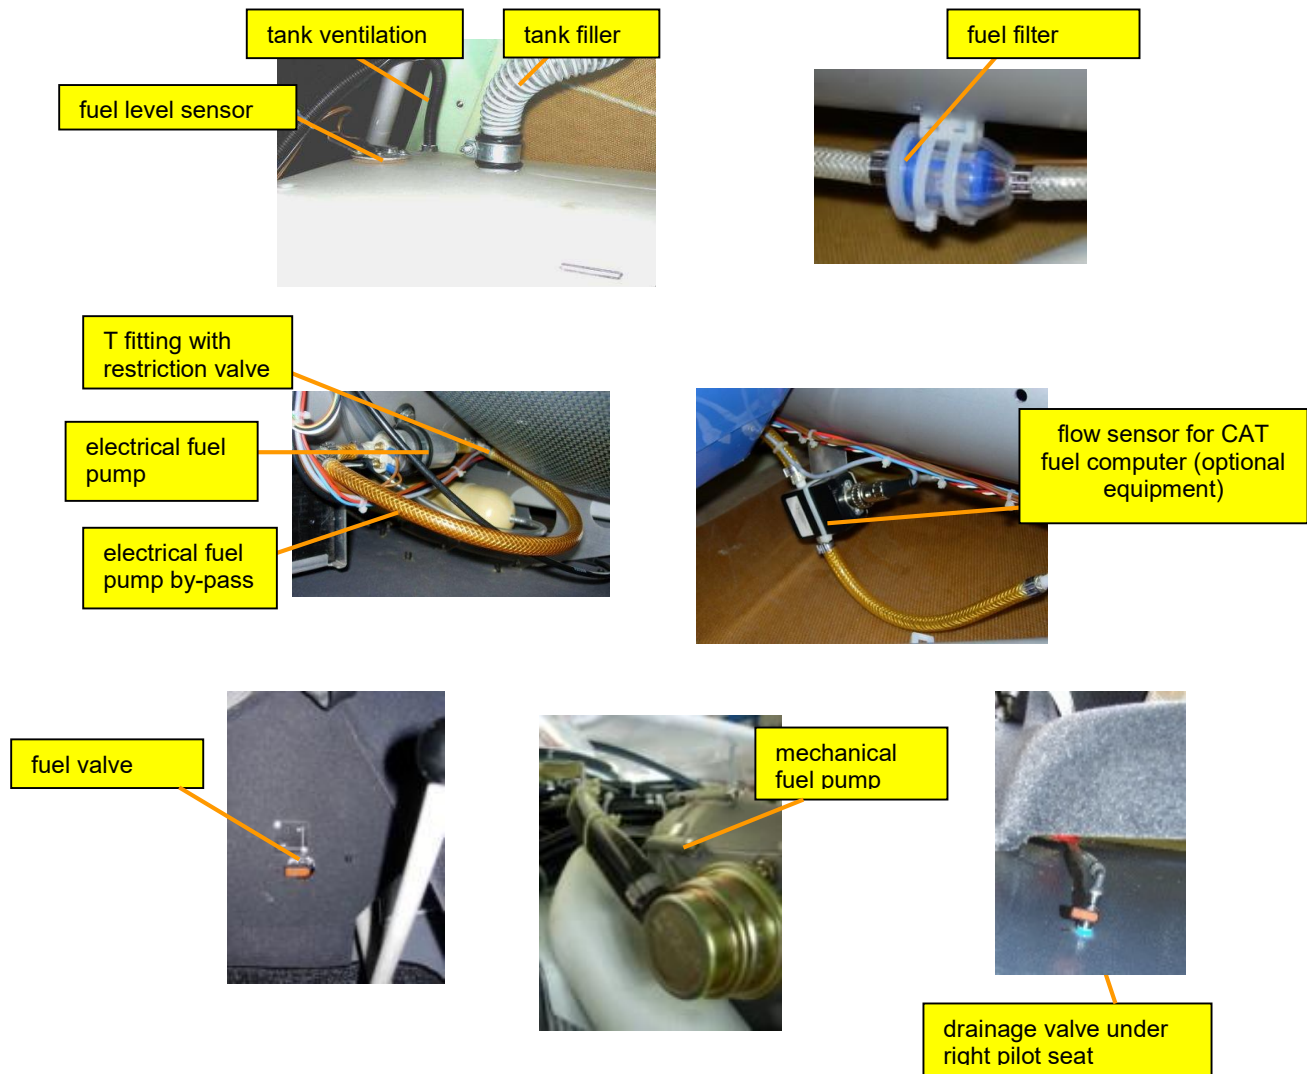 tank ventilation
tank filler
fuel filter
fuel level sensor
T fitting with
restriction valve
electrical fuel
pump
electrical fuel
pump by-pass
flow sensor for CAT
fuel computer (optional
equipment)
fuel valve
mechanical
fuel pump
drainage valve under
right pilot seat